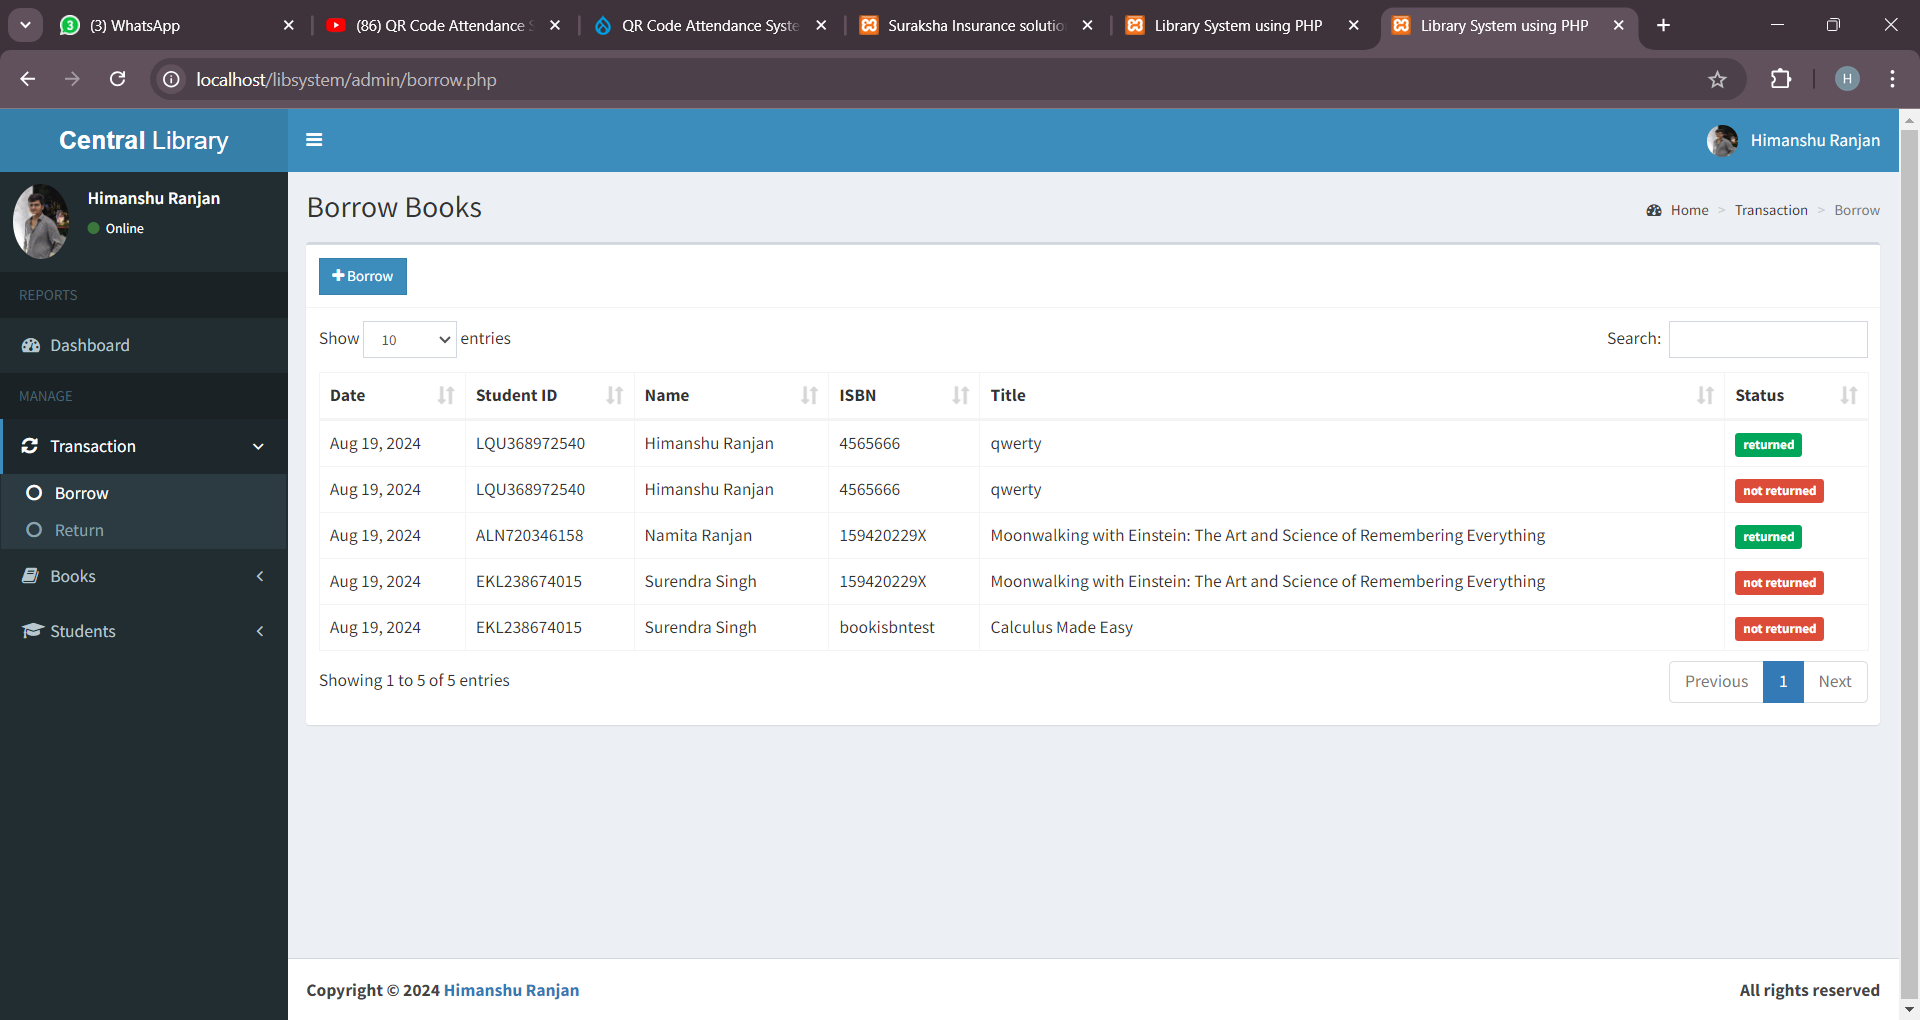 (3) WhatsApp
(86) QR Code Attendance
QR Code Attendance Syste
Suraksha Insurance solutio
Library System using PHP
Library System using PHP
localhost/libsystem/admin/borrow.php
H
Central Library
Himanshu Ranjan
Himanshu Ranjan
Online
REPORTS
Dashboard
MANAGE
Transaction
Borrow
Return
Books
Students
Borrow Books
Home > Transaction > Borrow
Borrow
Show 10 entries
Search:
Date Student ID Name ISBN Title Status
Aug 19, 2024 LQU368972540 Himanshu Ranjan 4565666 qwerty returned
Aug 19, 2024 LQU368972540 Himanshu Ranjan 4565666 qwerty not returned
Aug 19, 2024 ALN720346158 Namita Ranjan 159420229X Moonwalking with Einstein: The Art and Science of Remembering Everything returned
Aug 19, 2024 EKL238674015 Surendra Singh 159420229X Moonwalking with Einstein: The Art and Science of Remembering Everything not returned
Aug 19, 2024 EKL238674015 Surendra Singh bookisbntest Calculus Made Easy not returned
Showing 1 to 5 of 5 entries
Previous 1 Next
Copyright © 2024 Himanshu Ranjan
All rights reserved